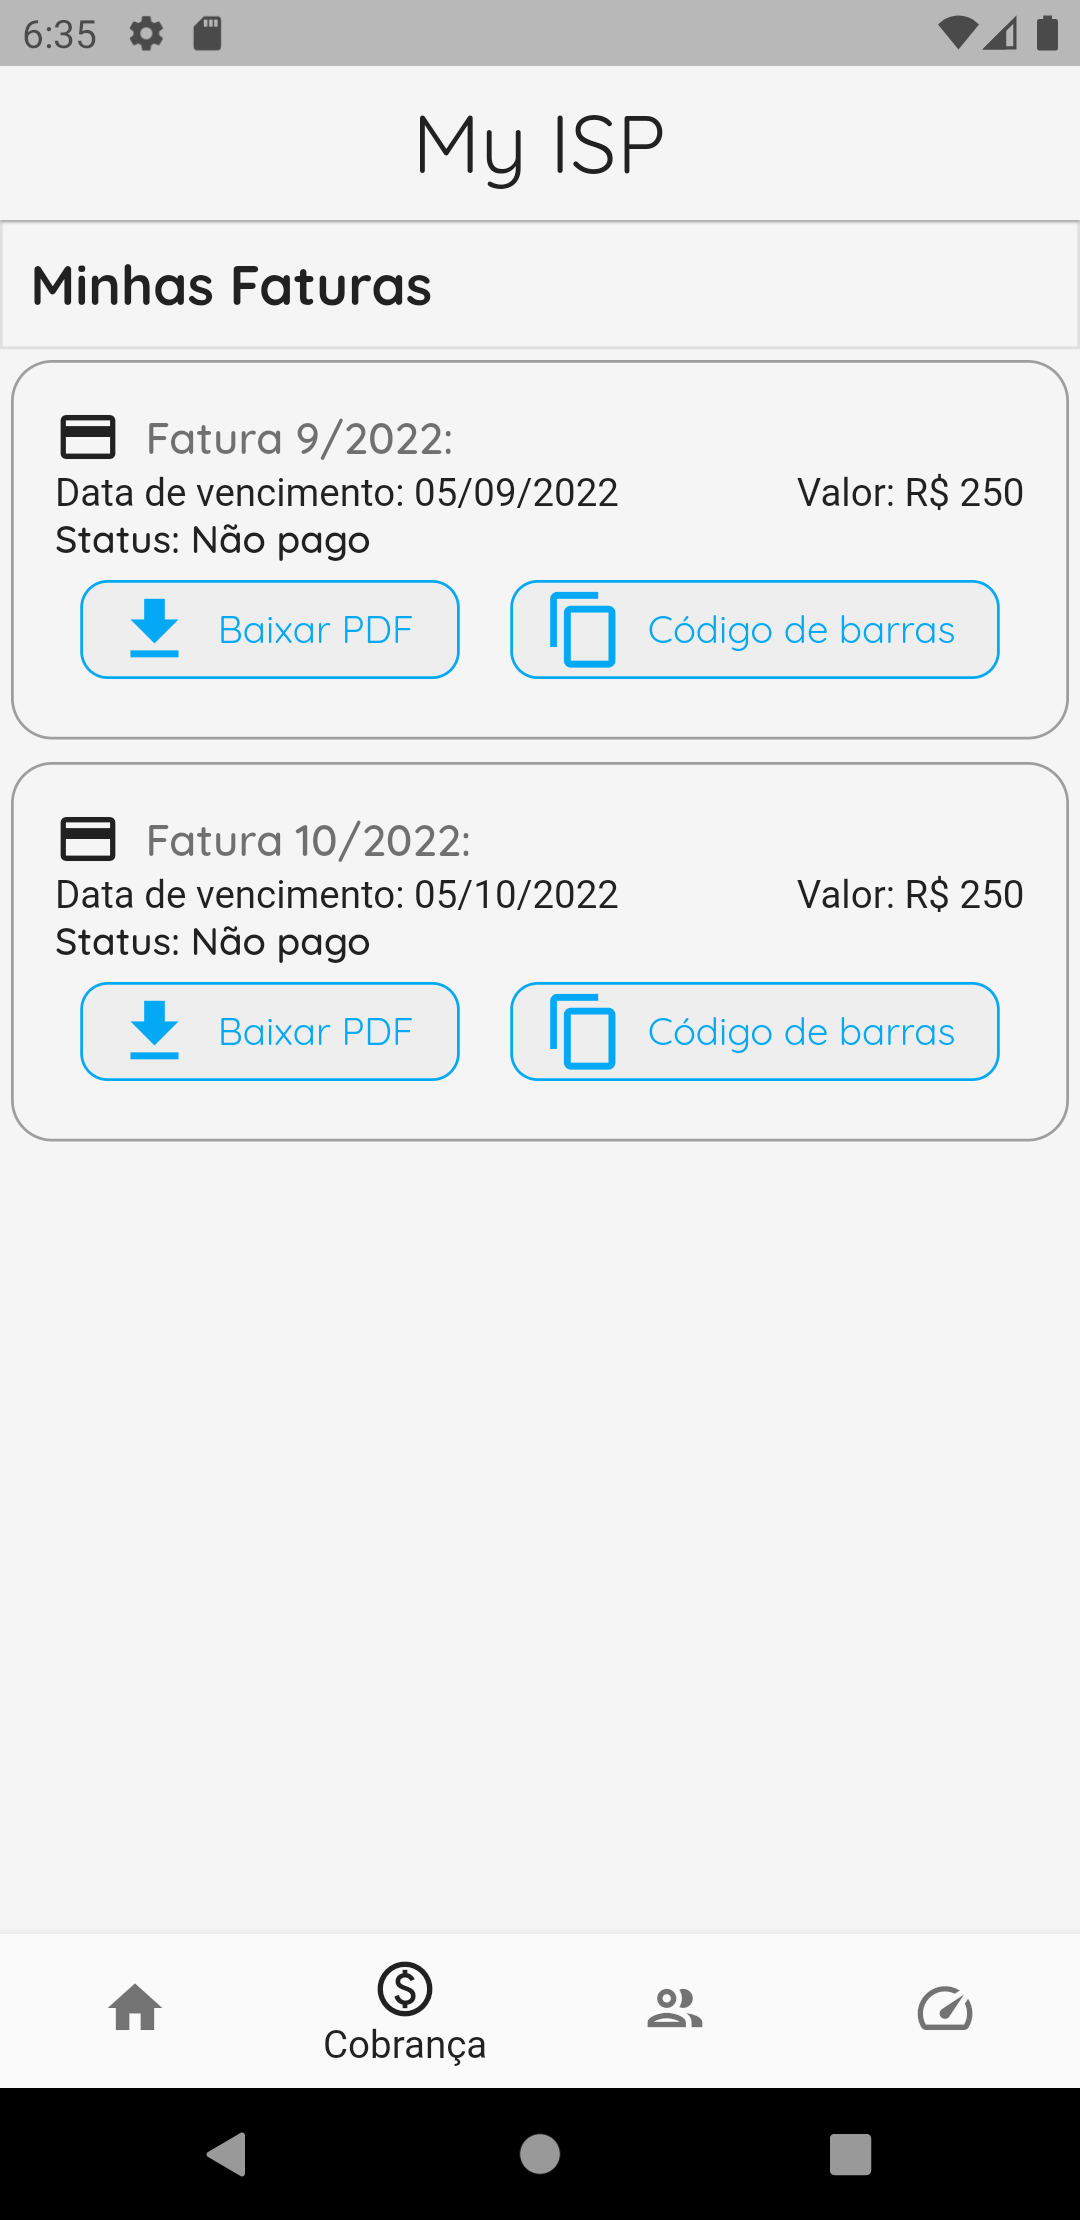 6:35
My ISP
Minhas Faturas
Fatura 9/2022:
Data de vencimento: 05/09/2022 Valor: R$ 250
Status: Não pago
Baixar PDF Código de barras
Fatura 10/2022:
Data de vencimento: 05/10/2022 Valor: R$ 250
Status: Não pago
Baixar PDF Código de barras
Cobrança